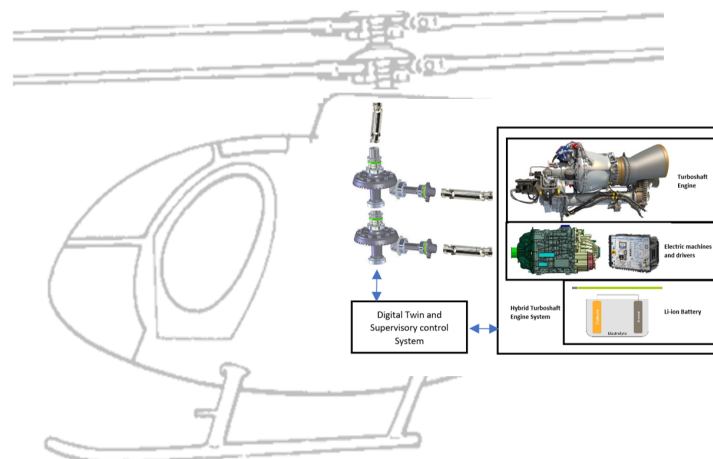 Turboshaft
Engine
Electric machines
and drivers
Hybrid Turboshaft
Engine System
Li-ion Battery
Electrolyte
Digital Twin and
Supervisory control
System